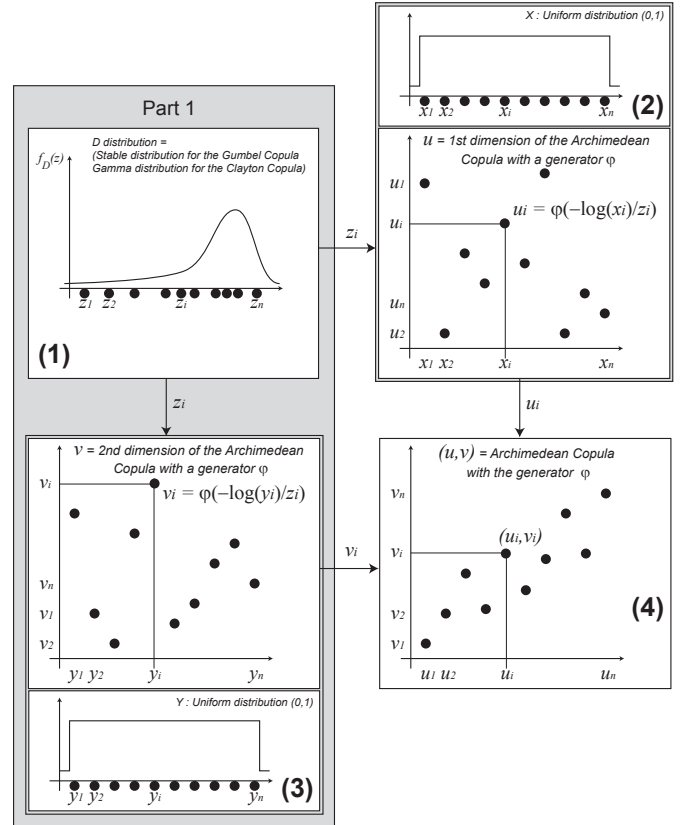 X : Uniform distribution (0,1)
x1 x2 xi xn
(2)
Part 1
D distribution =
(Stable distribution for the Gumbel Copula
Gamma distribution for the Clayton Copula)
fD(z)
z1 z2 zi zn
(1)
zi
u = 1st dimension of the Archimedean
Copula with a generator φ
u1
ui
ui = φ(−log(xi)/zi)
un
u2
x1 x2 xi xn
zi
ui
v = 2nd dimension of the Archimedean
Copula with a generator φ
vi
vi = φ(−log(yi)/zi)
vn
v1
v2
y1 y2 yi yn
vi
(u,v) = Archimedean Copula
with the generator φ
vn
(ui,vi)
vi
v2
v1
(4)
u1 u2 ui un
Y : Uniform distribution (0,1)
y1 y2 yi yn
(3)